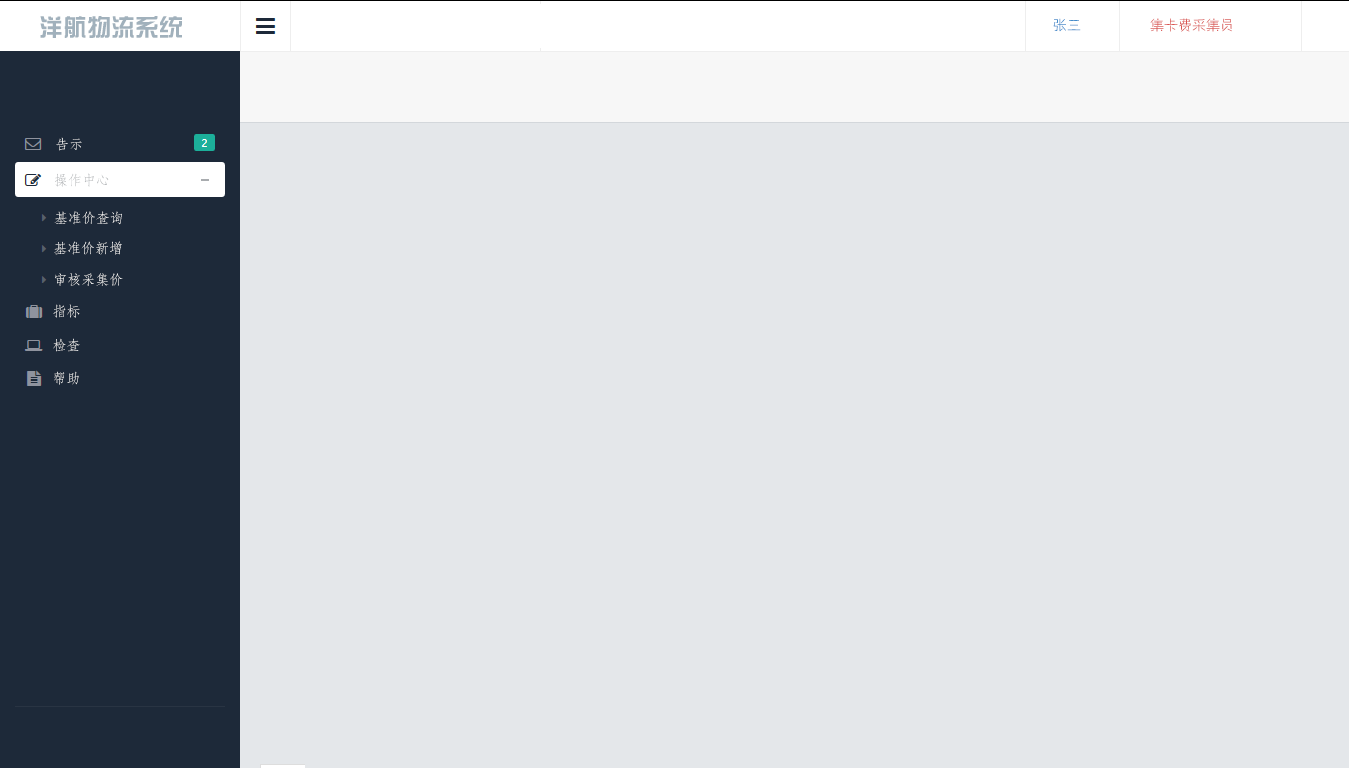 洋航物流系统
张三
集卡费采集员
告示
2
操作中心
基准价查询
基准价新增
审核采集价
指标
检查
帮助